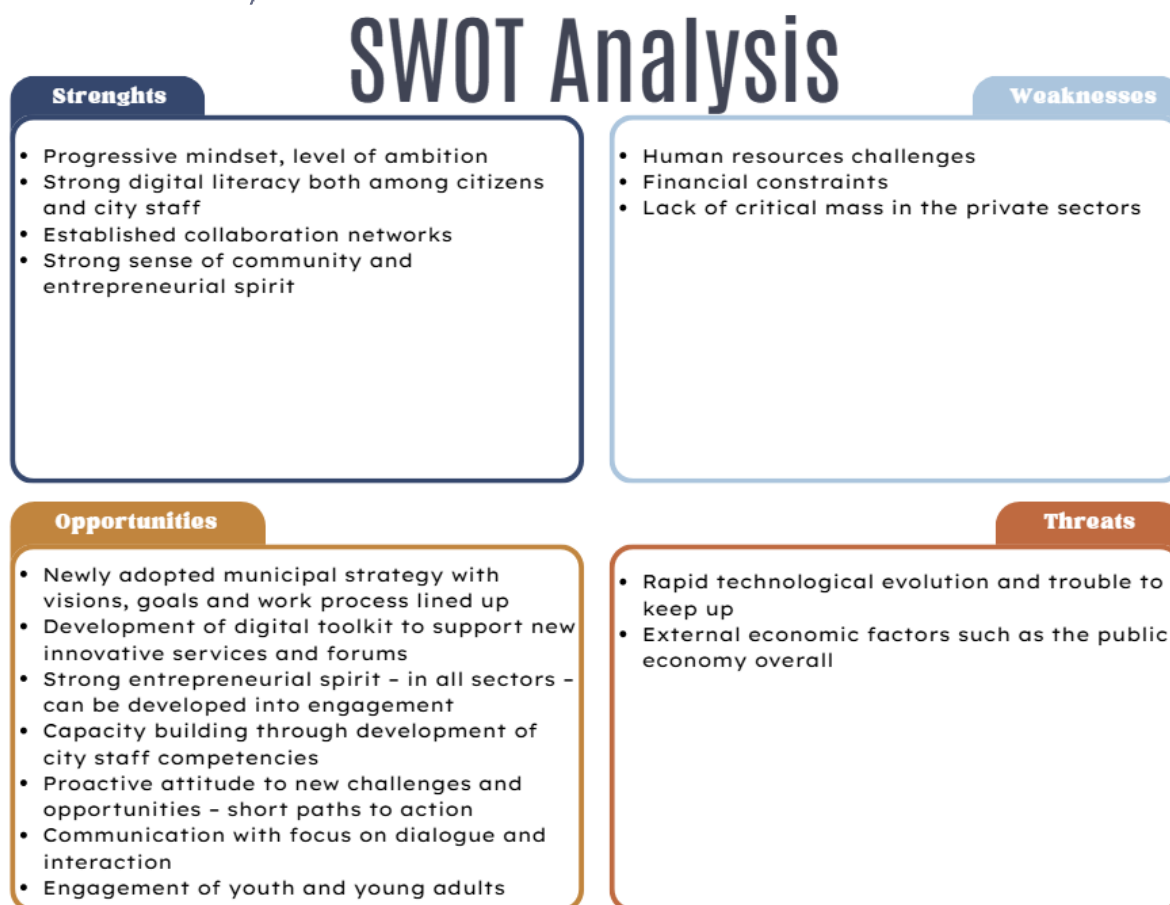 SWOT Analysis
Strenghts
• Progressive mindset, level of ambition
• Strong digital literacy both among citizens
and city staff
• Established collaboration networks
• Strong sense of community and
entrepreneurial spirit
Weaknesses
• Human resources challenges
• Financial constraints
• Lack of critical mass in the private sectors
Opportunities
• Newly adopted municipal strategy with
visions, goals and work process lined up
• Development of digital toolkit to support new
innovative services and forums
• Strong entrepreneurial spirit – in all sectors –
can be developed into engagement
• Capacity building through development of
city staff competencies
• Proactive attitude to new challenges and
opportunities – short paths to action
• Communication with focus on dialogue and
interaction
• Engagement of youth and young adults
Threats
• Rapid technological evolution and trouble to
keep up
• External economic factors such as the public
economy overall